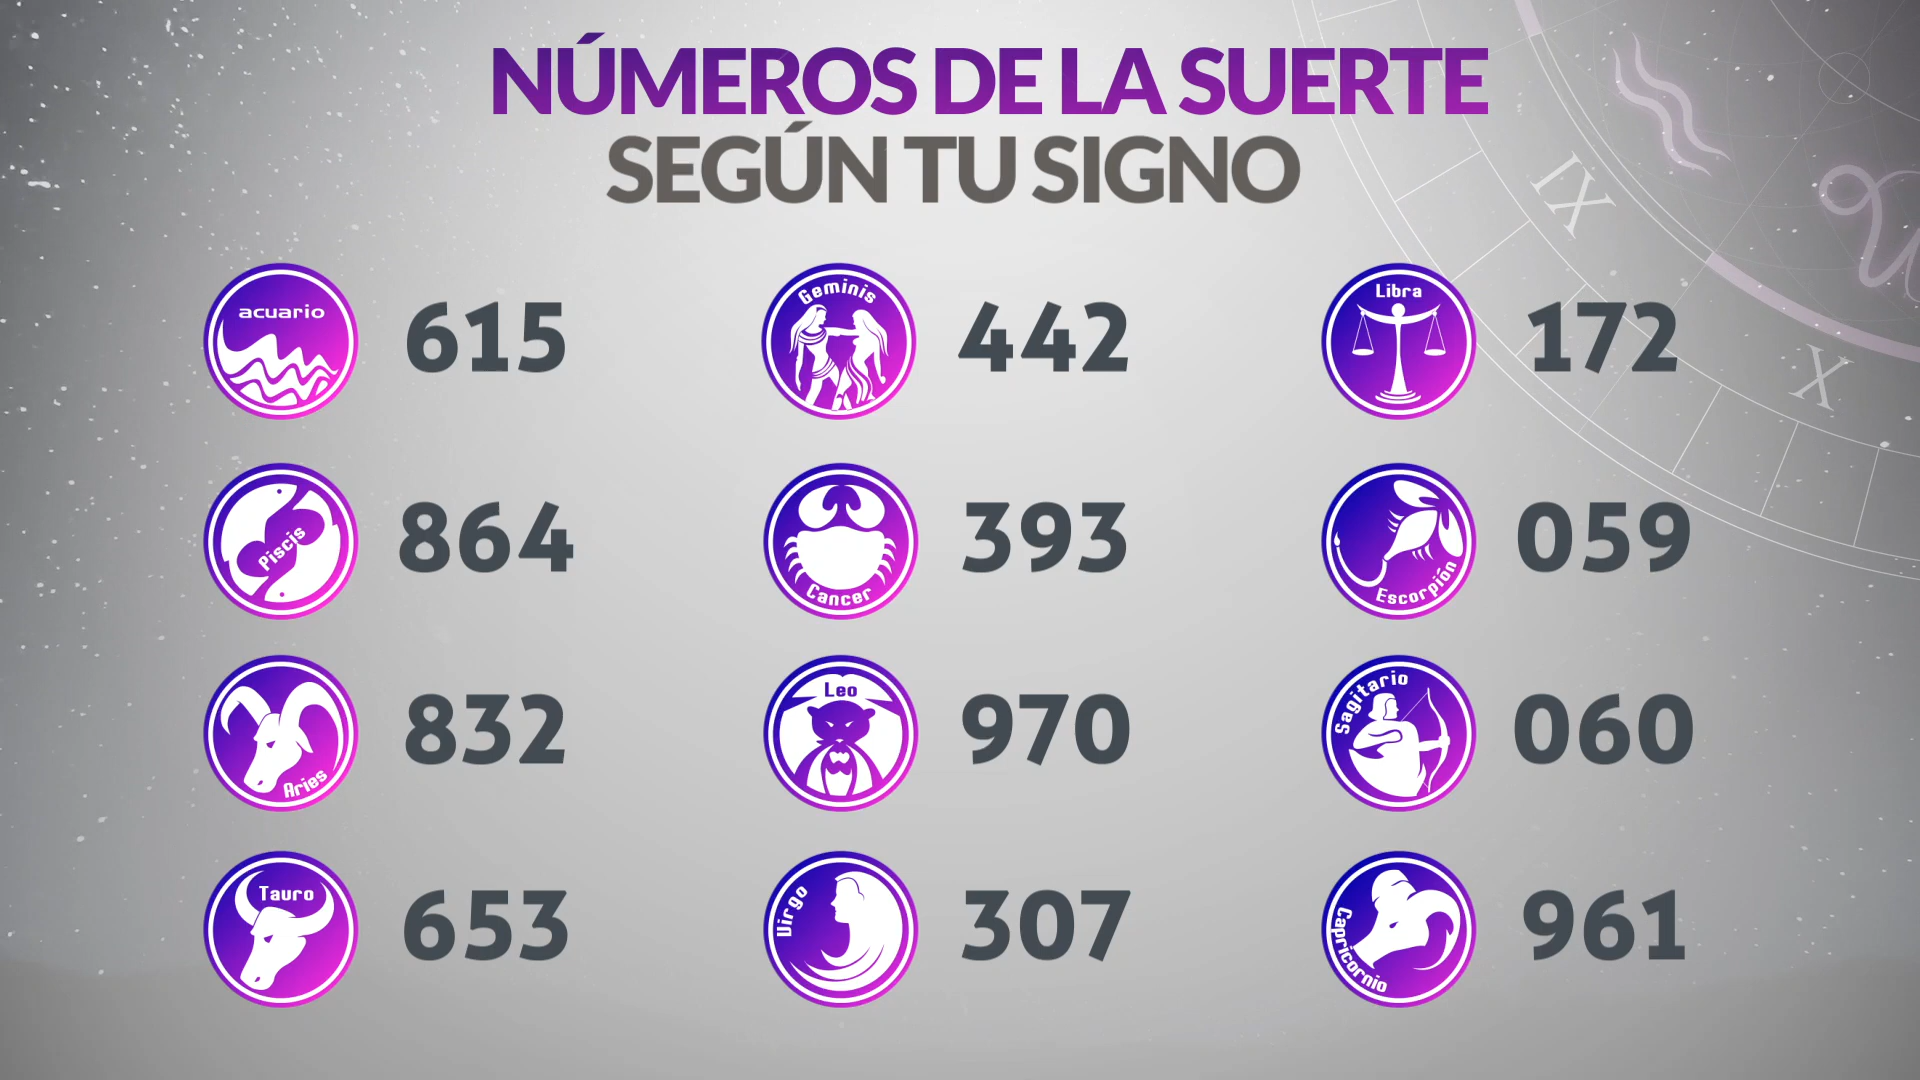 NÚMEROS DE LA SUERTE
SEGÚN TU SIGNO
acuario 615
Geminis 442
Libra 172
Piscis 864
Cancer 393
Escorpión 059
Aries 832
Leo 970
Sagitario 060
Tauro 653
Virgo 307
Capricornio 961
IX
X